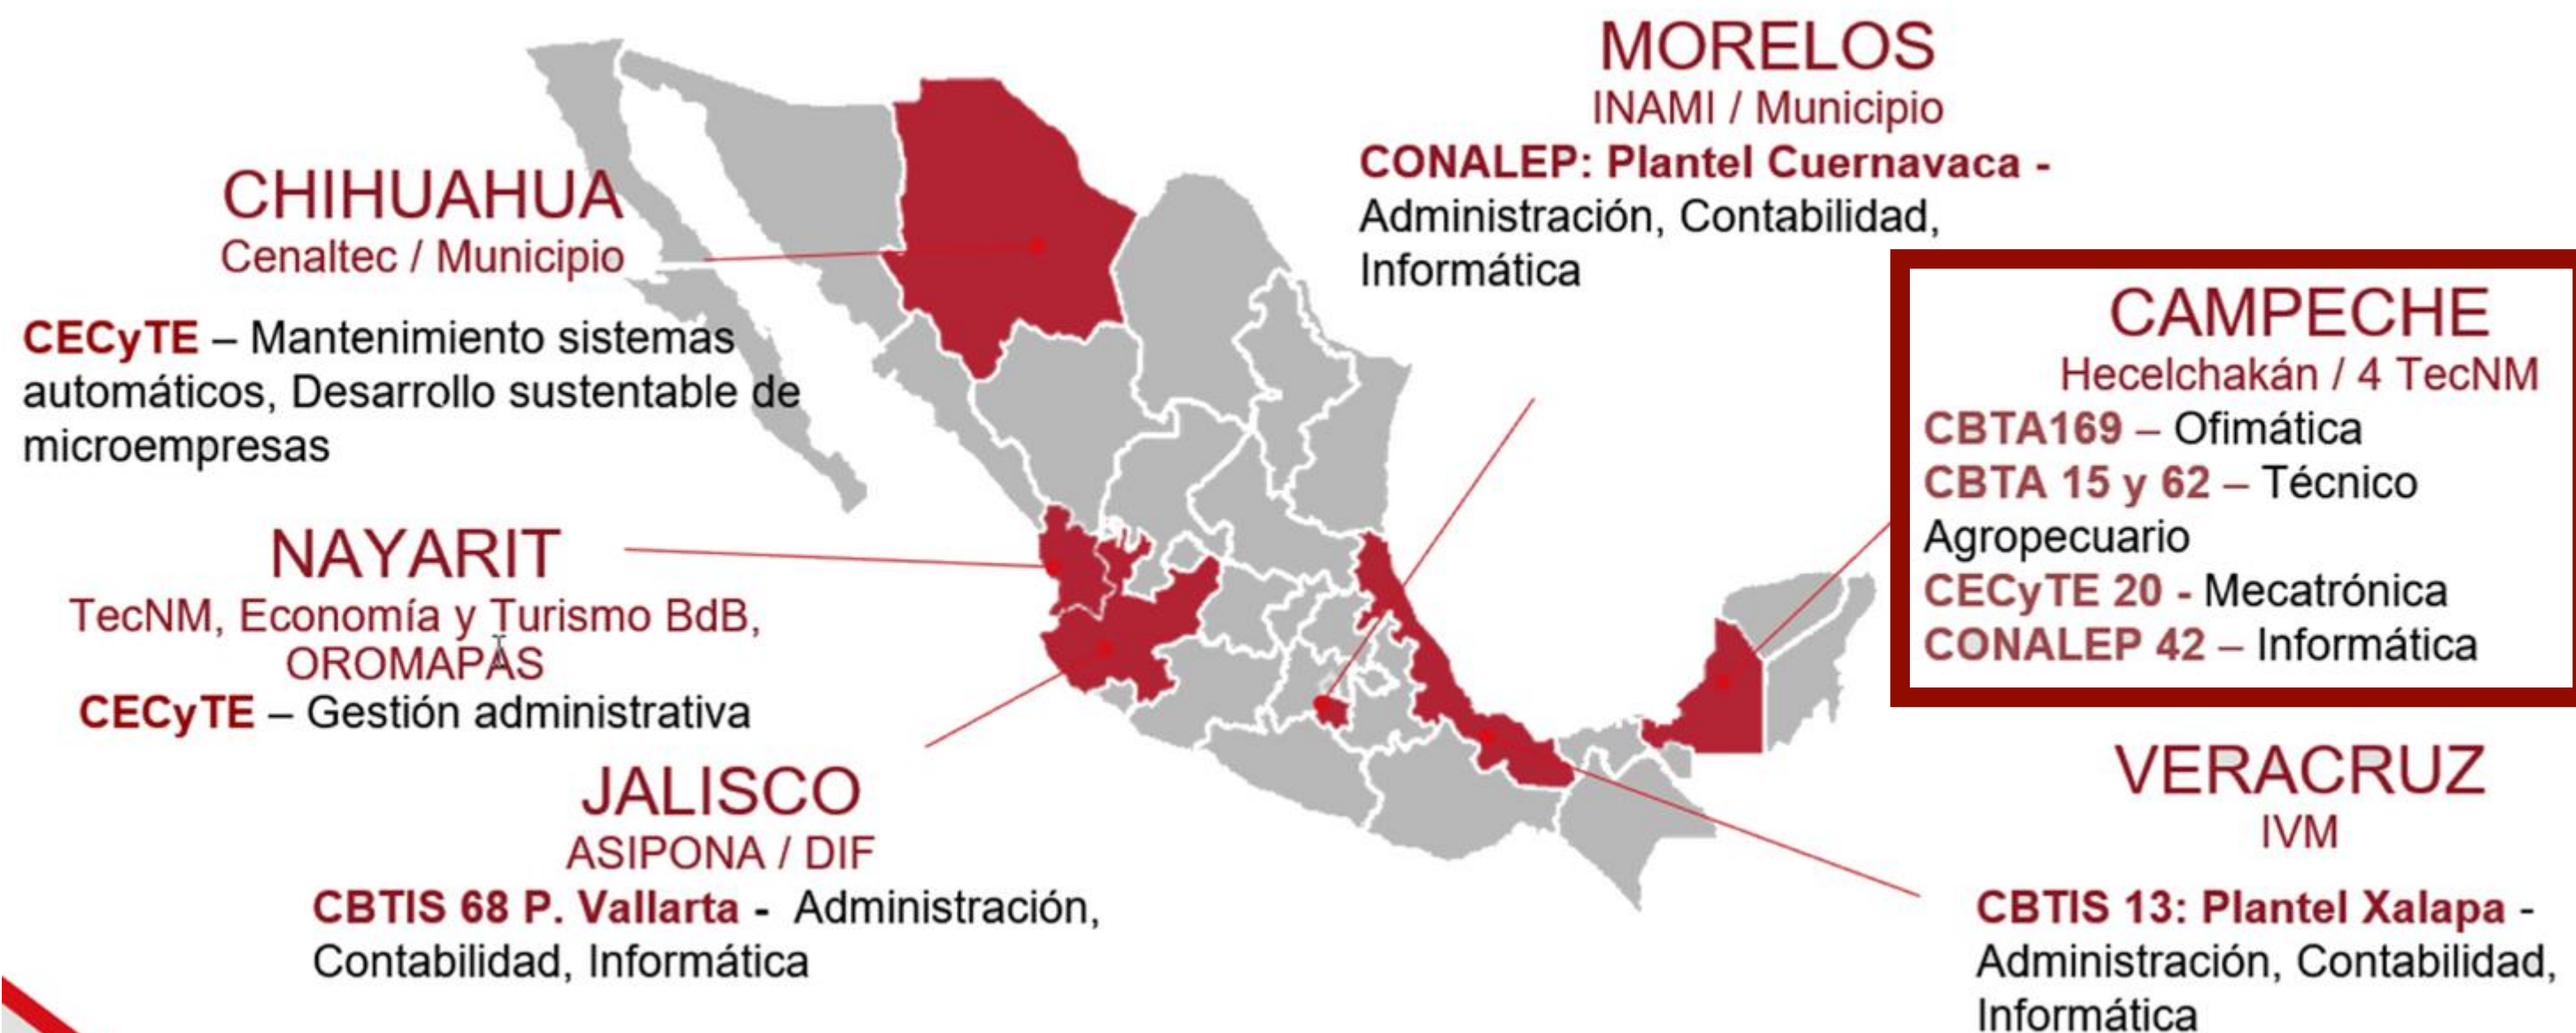 MORELOS
INAMI / Municipio
CONALEP: Plantel Cuernavaca -
Administración, Contabilidad,
Informática
CHIHUAHUA
Cenaltec / Municipio
CECyTE – Mantenimiento sistemas
automáticos, Desarrollo sustentable de
microempresas
CAMPECHE
Hecelchakán / 4 TecNM
CBTA169 – Ofimática
CBTA 15 y 62 – Técnico
Agropecuario
CECyTE 20 - Mecatrónica
CONALEP 42 – Informática
NAYARIT
TecNM, Economía y Turismo BdB,
OROMAPAS
CECyTE – Gestión administrativa
JALISCO
ASIPONA / DIF
CBTIS 68 P. Vallarta - Administración,
Contabilidad, Informática
VERACRUZ
IVM
CBTIS 13: Plantel Xalapa -
Administración, Contabilidad,
Informática